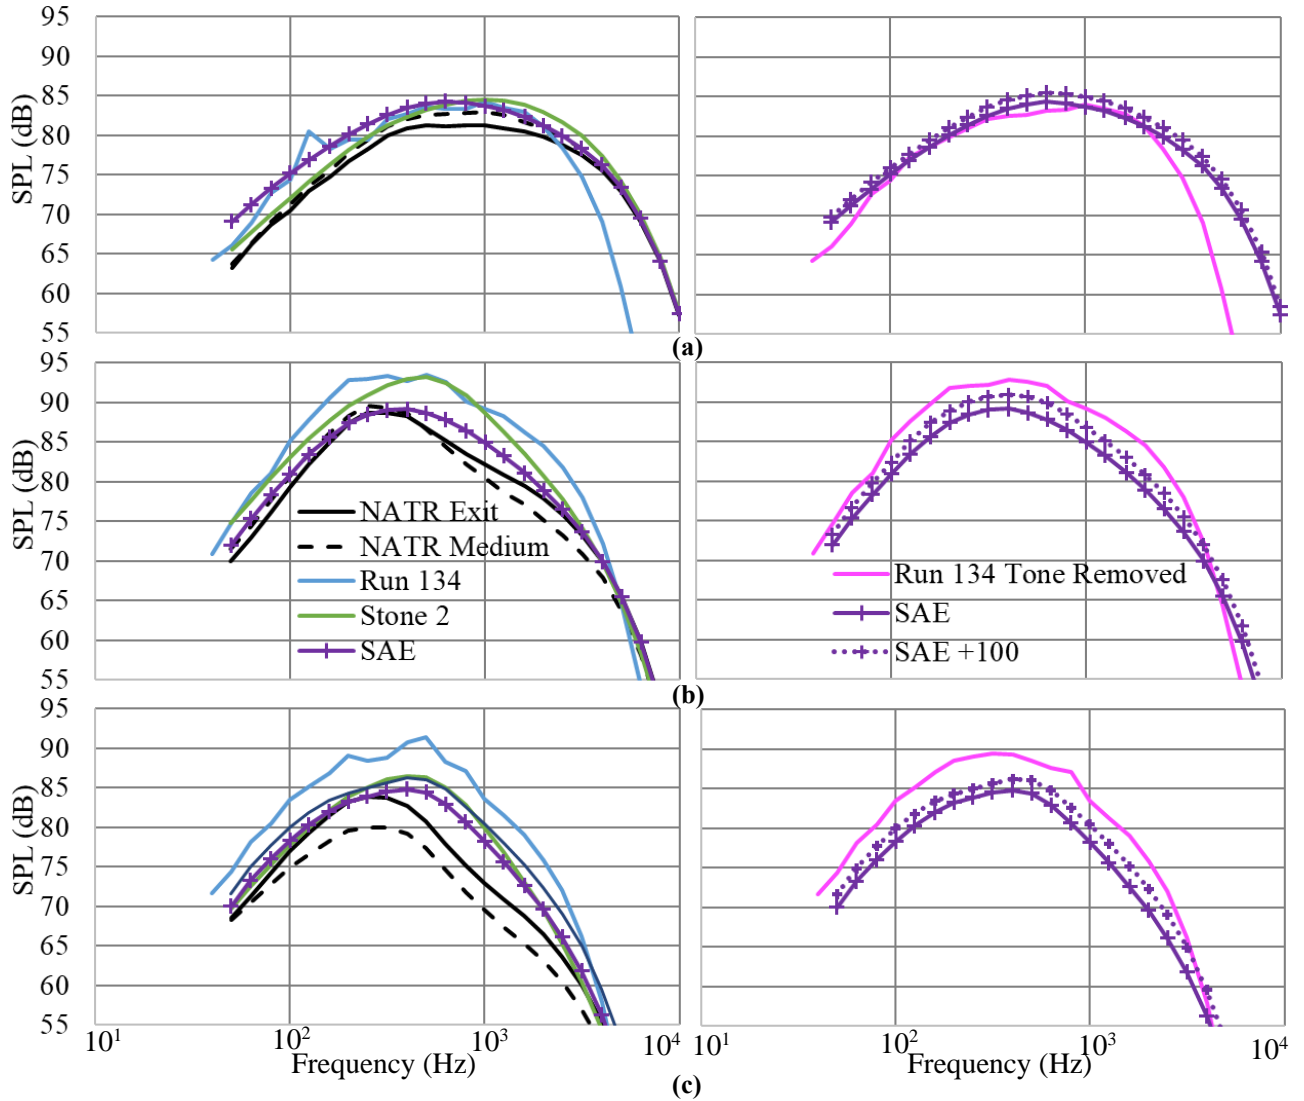 95
90
85
80
75
70
65
60
55
SPL (dB)
(a)
95
90
85
80
75
70
65
60
55
SPL (dB)
NATR Exit
NATR Medium
Run 134
Stone 2
SAE
Run 134 Tone Removed
SAE
SAE +100
(b)
95
90
85
80
75
70
65
60
55
SPL (dB)
10¹ 10² 10³ 10⁴ 10¹ 10² 10³ 10⁴
Frequency (Hz) Frequency (Hz)
(c)